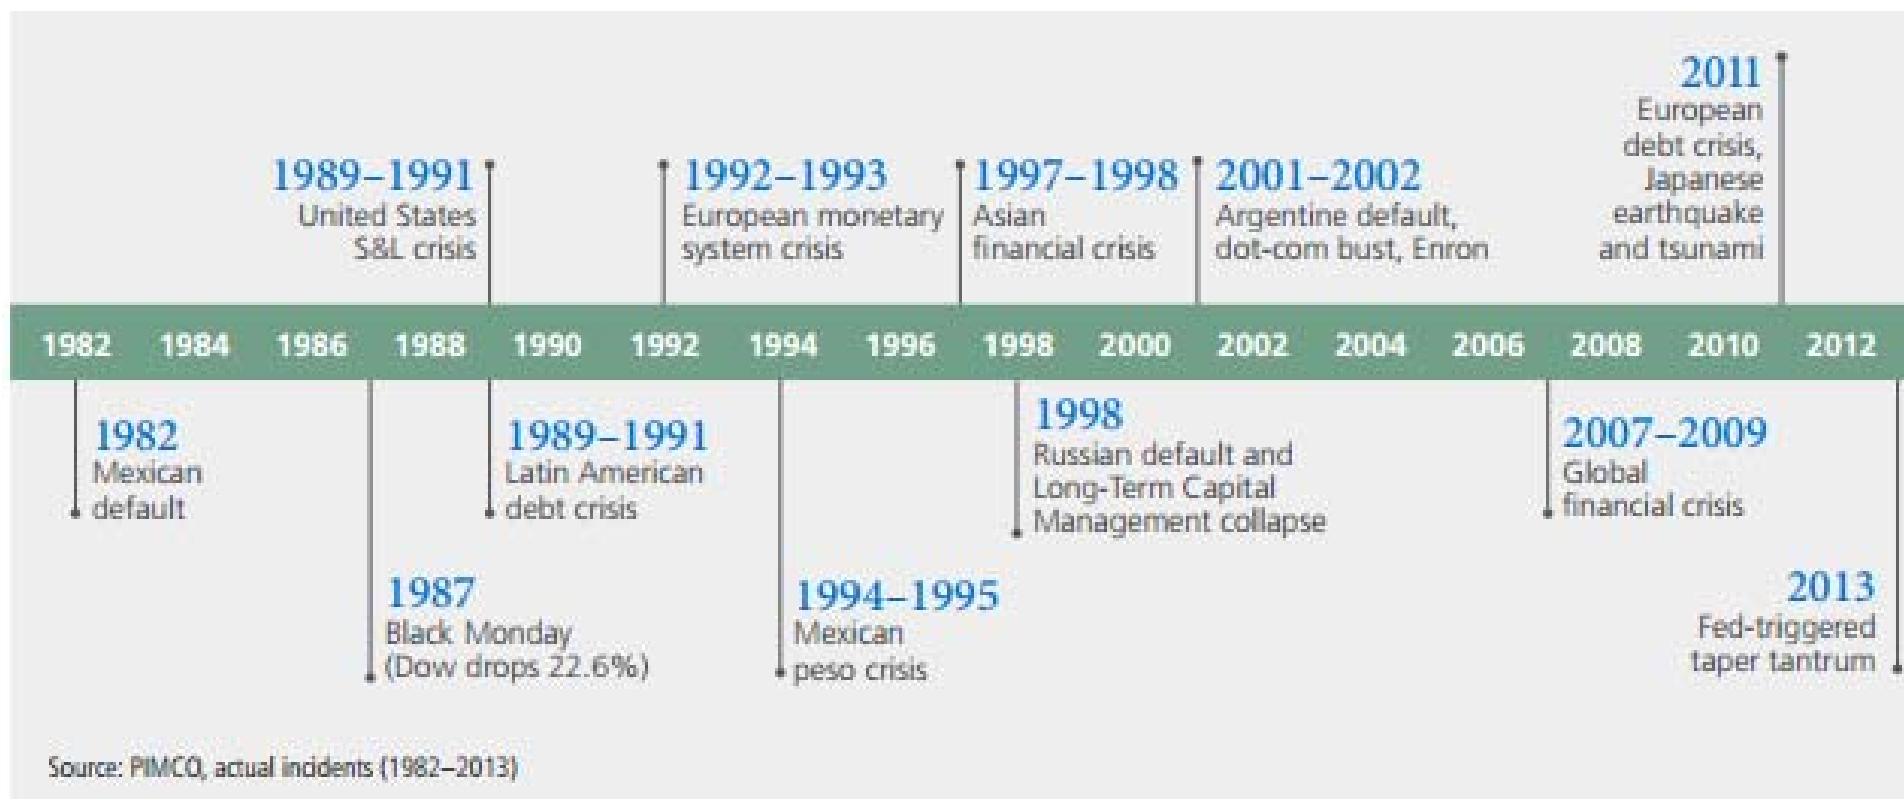 2011
European
debt crisis,
Japanese
earthquake
and tsunami
1989–1991
United States
S&L crisis
1992–1993
European monetary
system crisis
1997–1998
Asian
financial crisis
2001–2002
Argentine default,
dot-com bust, Enron
1982 1984 1986 1988 1990 1992 1994 1996 1998 2000 2002 2004 2006 2008 2010 2012
1982
Mexican
default
1987
Black Monday
(Dow drops 22.6%)
1989–1991
Latin American
debt crisis
1994–1995
Mexican
peso crisis
1998
Russian default and
Long-Term Capital
Management collapse
2007–2009
Global
financial crisis
2013
Fed-triggered
taper tantrum
Source: PIMCO, actual incidents (1982–2013)